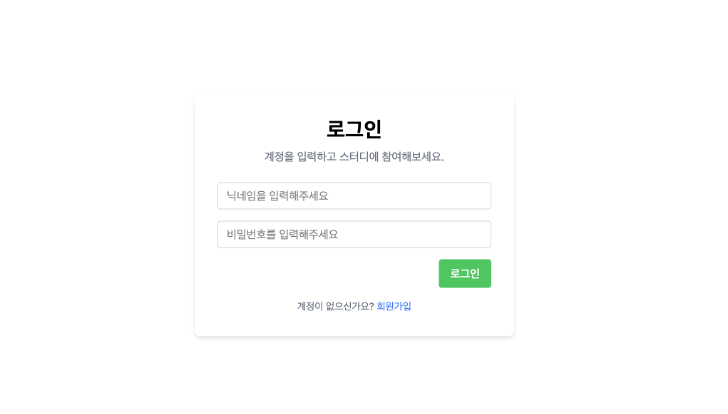 로그인
계정을 입력하고 스터디에 참여해보세요.
닉네임을 입력해주세요
비밀번호를 입력해주세요
로그인
계정이 없으신가요? 회원가입